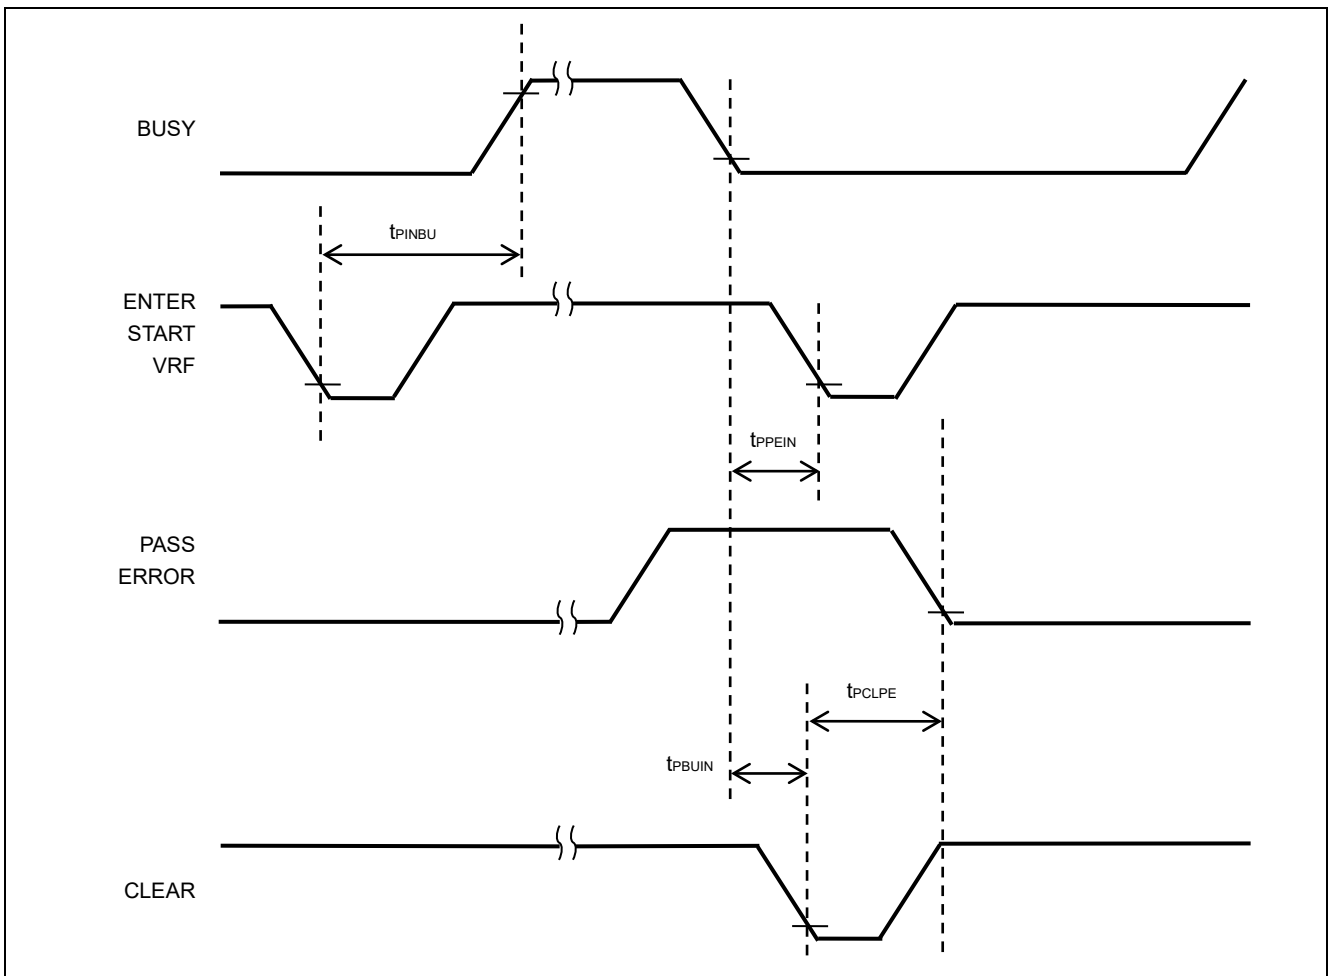 BUSY
tPINBU
ENTER
START
VRF
tPPEIN
PASS
ERROR
tPCLPE
tPBUIN
CLEAR